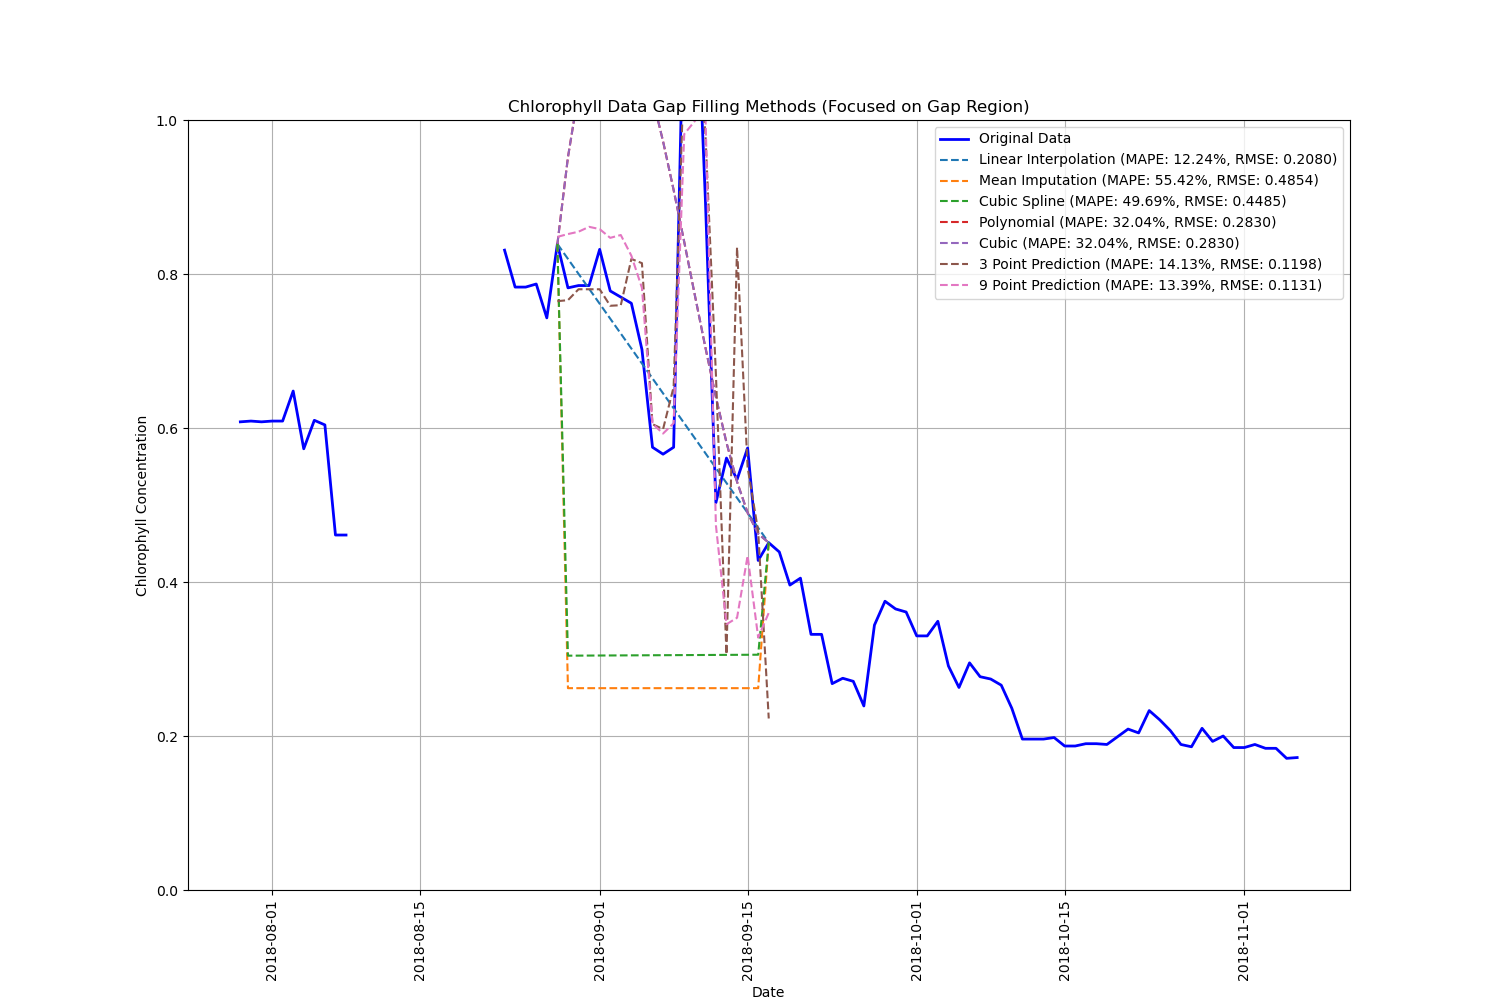 Chlorophyll Data Gap Filling Methods (Focused on Gap Region)
1.0
0.8
0.6
0.4
0.2
0.0
Chlorophyll Concentration
Original Data
Linear Interpolation (MAPE: 12.24%, RMSE: 0.2080)
Mean Imputation (MAPE: 55.42%, RMSE: 0.4854)
Cubic Spline (MAPE: 49.69%, RMSE: 0.4485)
Polynomial (MAPE: 32.04%, RMSE: 0.2830)
Cubic (MAPE: 32.04%, RMSE: 0.2830)
3 Point Prediction (MAPE: 14.13%, RMSE: 0.1198)
9 Point Prediction (MAPE: 13.39%, RMSE: 0.1131)
2018-08-01
2018-08-15
2018-09-01
2018-09-15
2018-10-01
2018-10-15
2018-11-01
Date